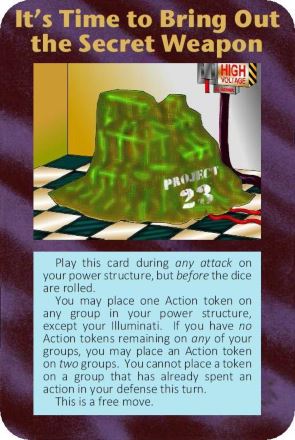 It's Time to Bring Out
the Secret Weapon
HIGH
VOLTAGE
PROJECT
23
Play this card during any attack on
your power structure, but before the dice
are rolled.
You may place one Action token on
any group in your power structure,
except your Illuminati. If you have no
Action tokens remaining on any of your
groups, you may place an Action token
on two groups. You cannot place a token
on a group that has already spent an
action in your defense this turn.
This is a free move.